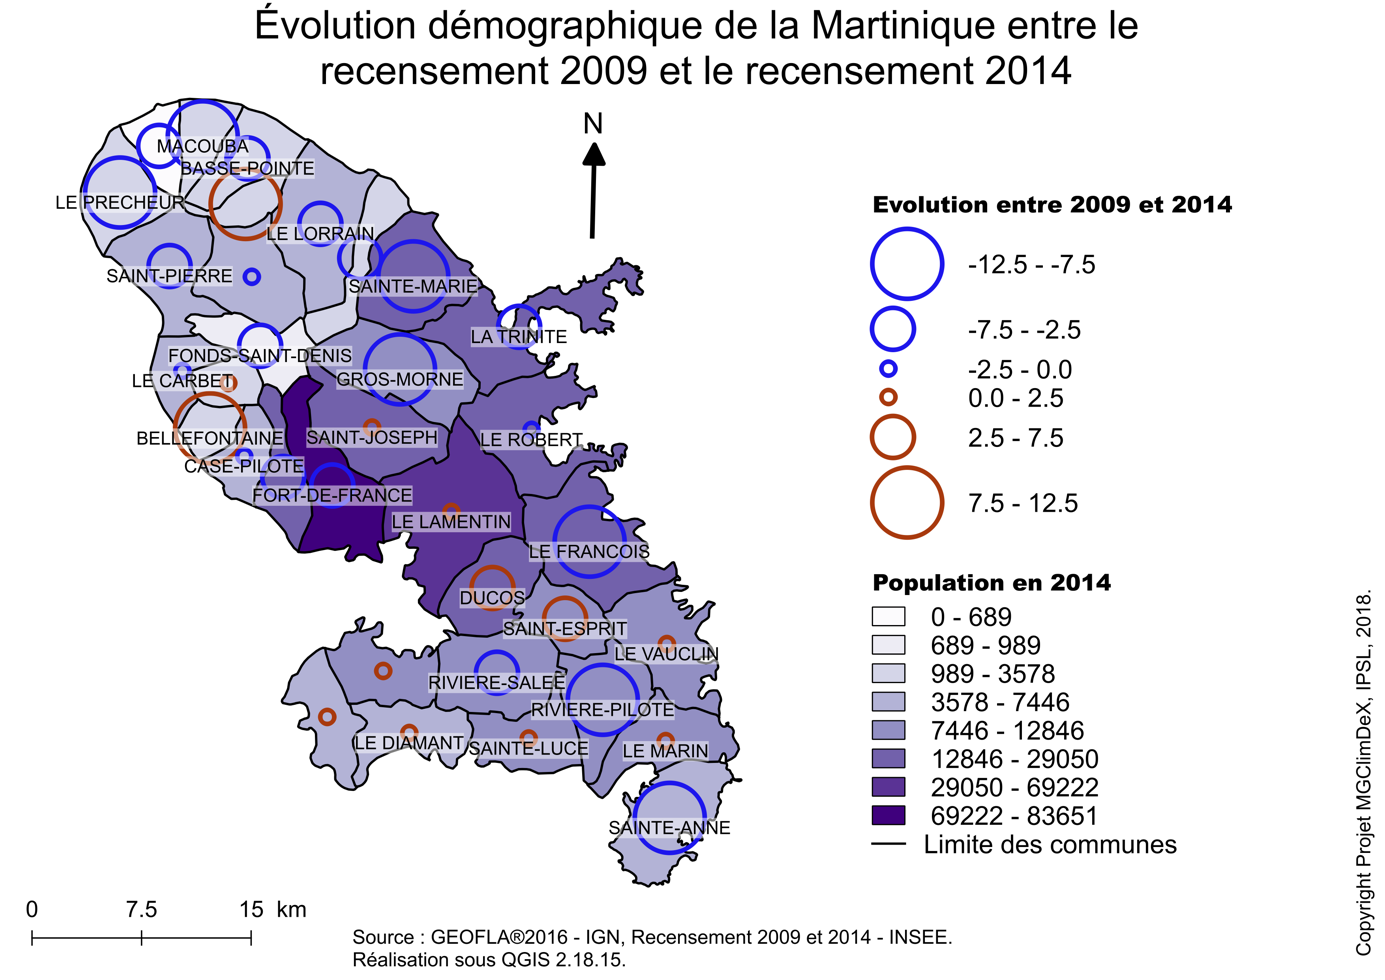 Évolution démographique de la Martinique entre le
recensement 2009 et le recensement 2014
N
MACOUBA
BASSE-POINTE
LE PRECHEUR
LE LORRAIN
SAINT-PIERRE
SAINTE-MARIE
LA TRINITE
FONDS-SAINT-DENIS
LE CARBET
GROS-MORNE
BELLEFONTAINE
SAINT-JOSEPH
LE ROBERT
CASE-PILOTE
FORT-DE-FRANCE
LE LAMENTIN
LE FRANCOIS
DUCOS
SAINT-ESPRIT
LE VAUCLIN
RIVIERE-SALEE
RIVIERE-PILOTE
LE DIAMANT
SAINTE-LUCE
LE MARIN
SAINTE-ANNE
Evolution entre 2009 et 2014
-12.5 - -7.5
-7.5 - -2.5
-2.5 - 0.0
0.0 - 2.5
2.5 - 7.5
7.5 - 12.5
Population en 2014
0 - 689
689 - 989
989 - 3578
3578 - 7446
7446 - 12846
12846 - 29050
29050 - 69222
69222 - 83651
Limite des communes
0 7.5 15 km
Source : GEOFLA®2016 - IGN, Recensement 2009 et 2014 - INSEE.
Réalisation sous QGIS 2.18.15.
Copyright Projet MGClimDeX, IPSL, 2018.